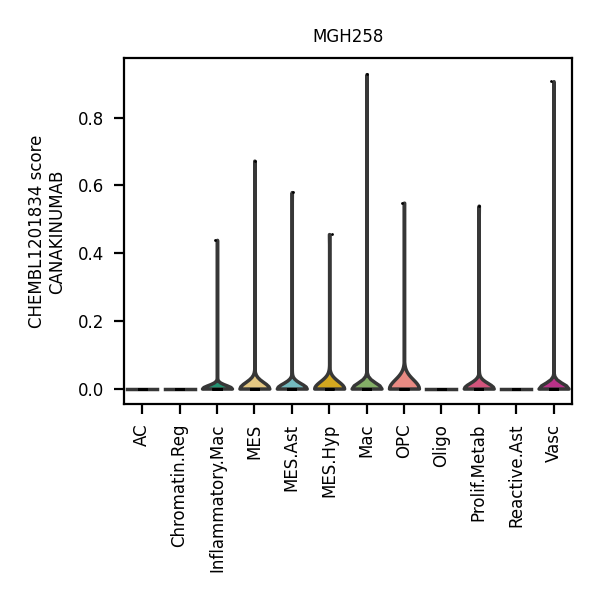 MGH258
CHEMBL1201834 score
CANAKINUMAB
0.8
0.6
0.4
0.2
0.0
AC
Chromatin.Reg
Inflammatory.Mac
MES
MES.Ast
MES.Hyp
Mac
OPC
Oligo
Prolif.Metab
Reactive.Ast
Vasc